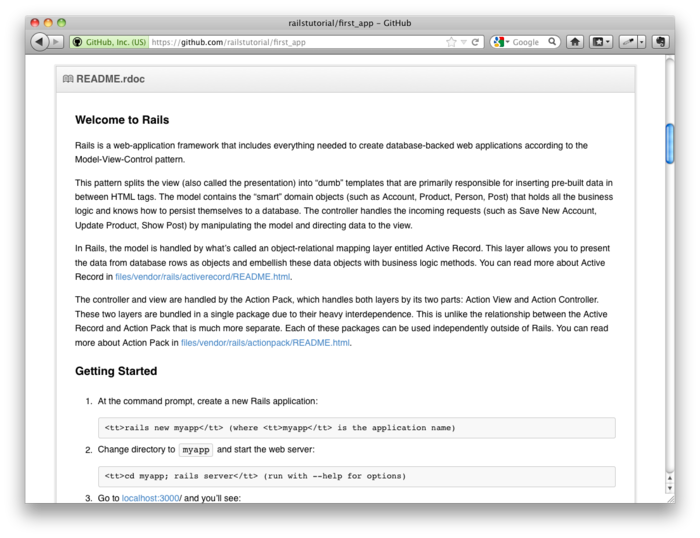 railstutorial/first_app – GitHub
GitHub, Inc. (US) https://github.com/railstutorial/first_app Google
README.rdoc
Welcome to Rails
Rails is a web-application framework that includes everything needed to create database-backed web applications according to the
Model-View-Control pattern.
This pattern splits the view (also called the presentation) into “dumb” templates that are primarily responsible for inserting pre-built data in
between HTML tags. The model contains the “smart” domain objects (such as Account, Product, Person, Post) that holds all the business
logic and knows how to persist themselves to a database. The controller handles the incoming requests (such as Save New Account,
Update Product, Show Post) by manipulating the model and directing data to the view.
In Rails, the model is handled by what’s called an object-relational mapping layer entitled Active Record. This layer allows you to present
the data from database rows as objects and embellish these data objects with business logic methods. You can read more about Active
Record in files/vendor/rails/activerecord/README.html.
The controller and view are handled by the Action Pack, which handles both layers by its two parts: Action View and Action Controller.
These two layers are bundled in a single package due to their heavy interdependence. This is unlike the relationship between the Active
Record and Action Pack that is much more separate. Each of these packages can be used independently outside of Rails. You can read
more about Action Pack in files/vendor/rails/actionpack/README.html.
Getting Started
1. At the command prompt, create a new Rails application:
<tt>rails new myapp</tt> (where <tt>myapp</tt> is the application name)
2. Change directory to myapp and start the web server:
<tt>cd myapp; rails server</tt> (run with --help for options)
3. Go to localhost:3000/ and you’ll see: